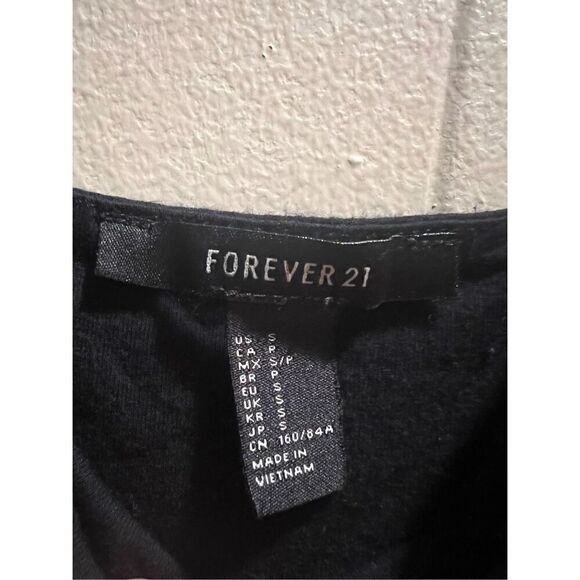 FOREVER 21
US S
CA P
MX S/P
BR P
EU S
UK S
KR S
JP S
CN 160/84A
MADE IN
VIETNAM